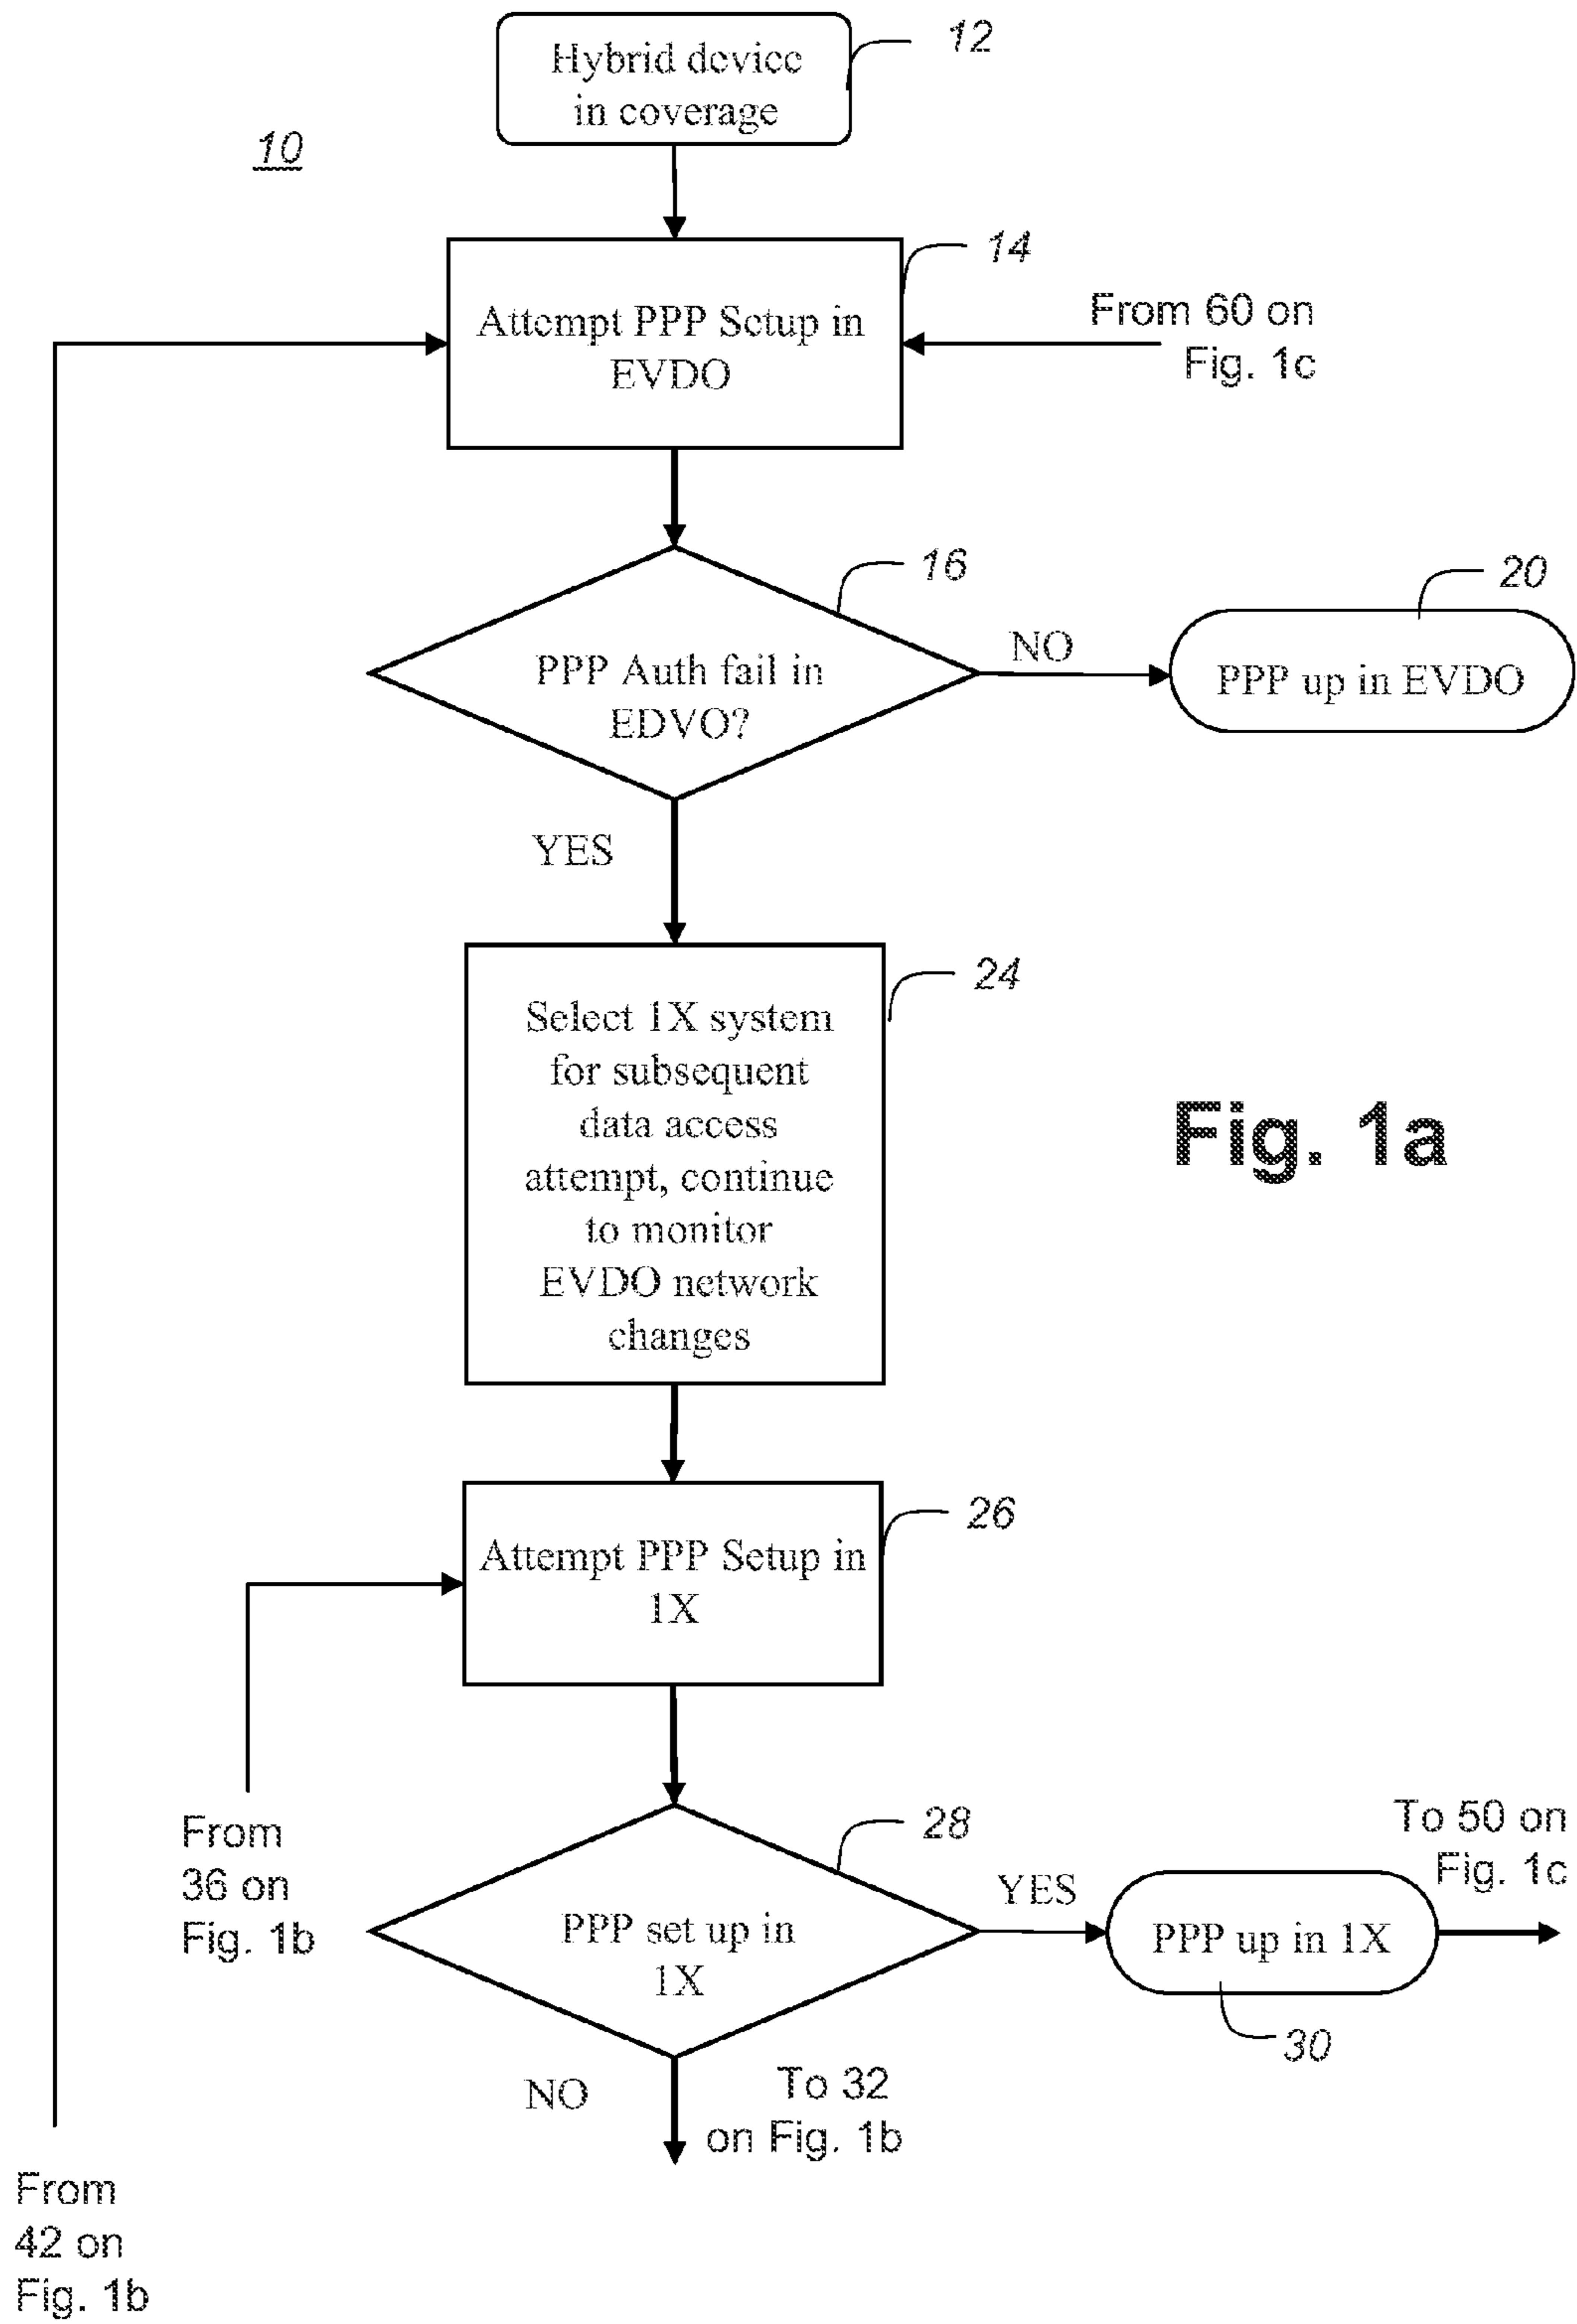 12
Hybrid device
in coverage
10
14
Attempt PPP Setup in
EVDO
From 60 on
Fig. 1c
16
PPP Auth fail in
EDVO?
NO
20
PPP up in EVDO
YES
24
Select 1X system
for subsequent
data access
attempt, continue
to monitor
EVDO network
changes
Fig. 1a
26
Attempt PPP Setup in
1X
From
36 on
Fig. 1b
28
PPP set up in
1X
YES
PPP up in 1X
30
To 50 on
Fig. 1c
NO
To 32
on Fig. 1b
From
42 on
Fig. 1b